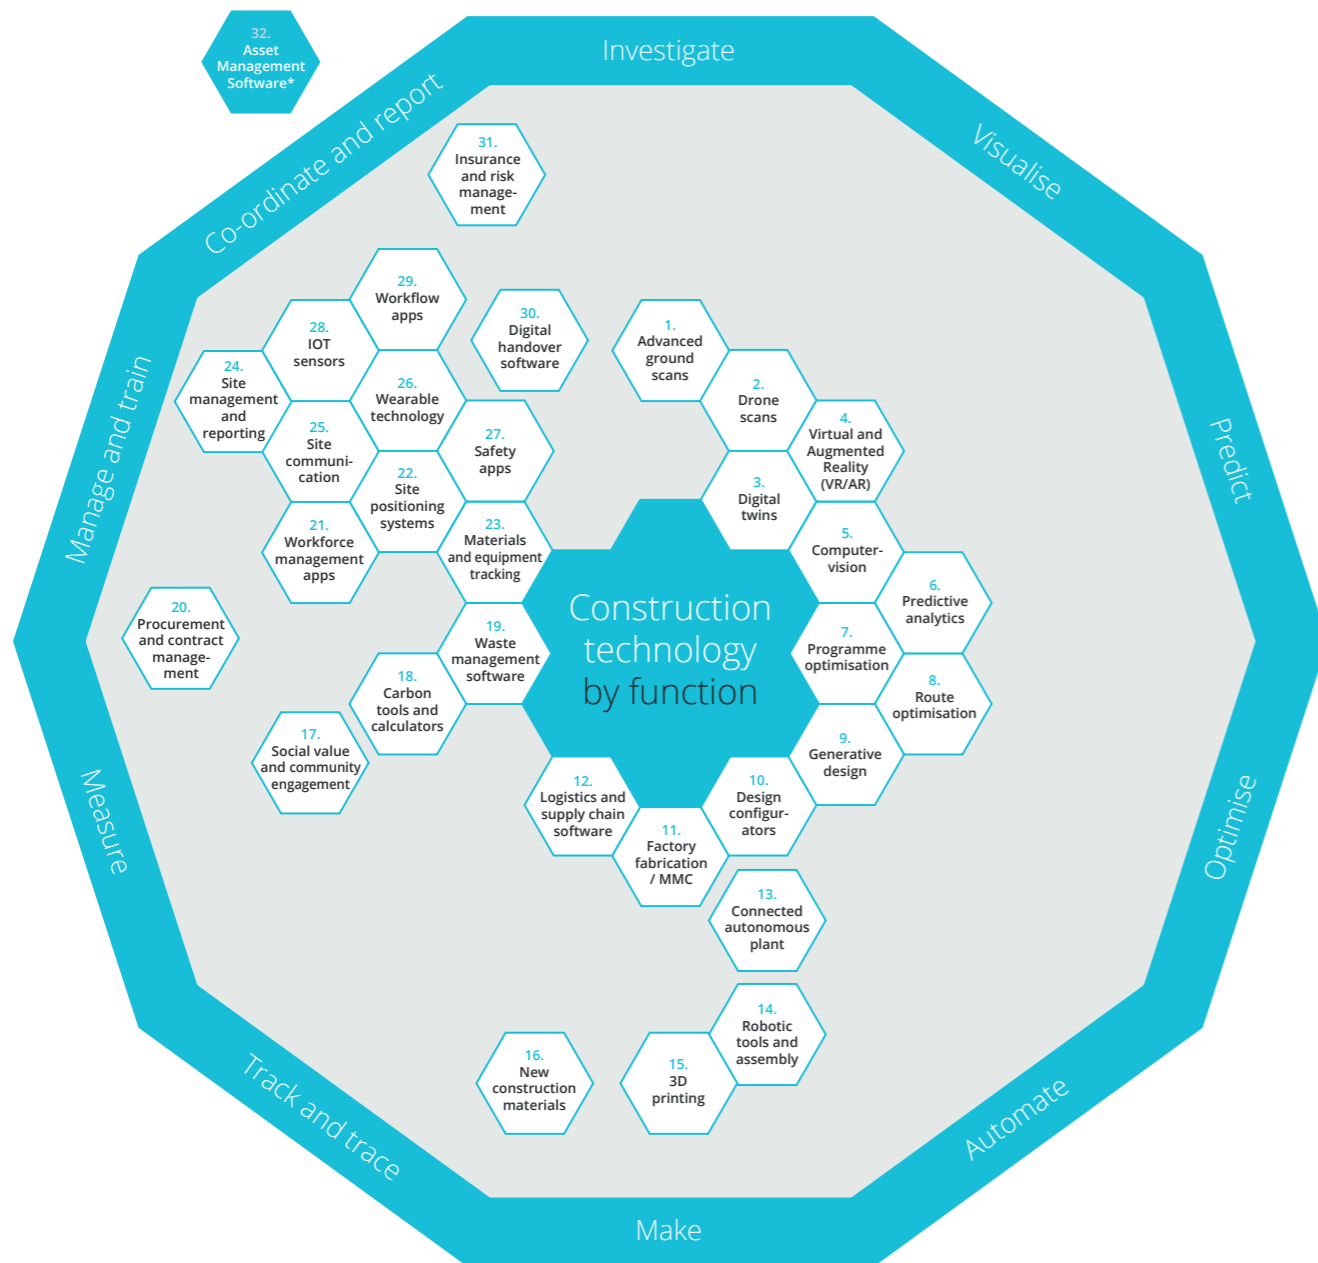 Construction
technology
by function
Investigate
Visualise
Predict
Optimise
Automate
Make
Track and trace
Measure
Manage and train
Co-ordinate and report
1.
Advanced
ground
scans
2.
Drone
scans
3.
Digital
twins
4.
Virtual and
Augmented
Reality
(VR/AR)
5.
Computer-
vision
6.
Predictive
analytics
7.
Programme
optimisation
8.
Route
optimisation
9.
Generative
design
10.
Design
configur-
ators
11.
Factory
fabrication
/ MMC
12.
Logistics and
supply chain
software
13.
Connected
autonomous
plant
14.
Robotic
tools and
assembly
15.
3D
printing
16.
New
construction
materials
17.
Social value
and community
engagement
18.
Carbon
tools and
calculators
19.
Waste
management
software
20.
Procurement
and contract
manage-
ment
21.
Workforce
management
apps
22.
Site
positioning
systems
23.
Materials
and equipment
tracking
24.
Site
management
and
reporting
25.
Site
communi-
cation
26.
Wearable
technology
27.
Safety
apps
28.
IOT
sensors
29.
Workflow
apps
30.
Digital
handover
software
31.
Insurance
and risk
manage-
ment
32.
Asset
Management
Software*